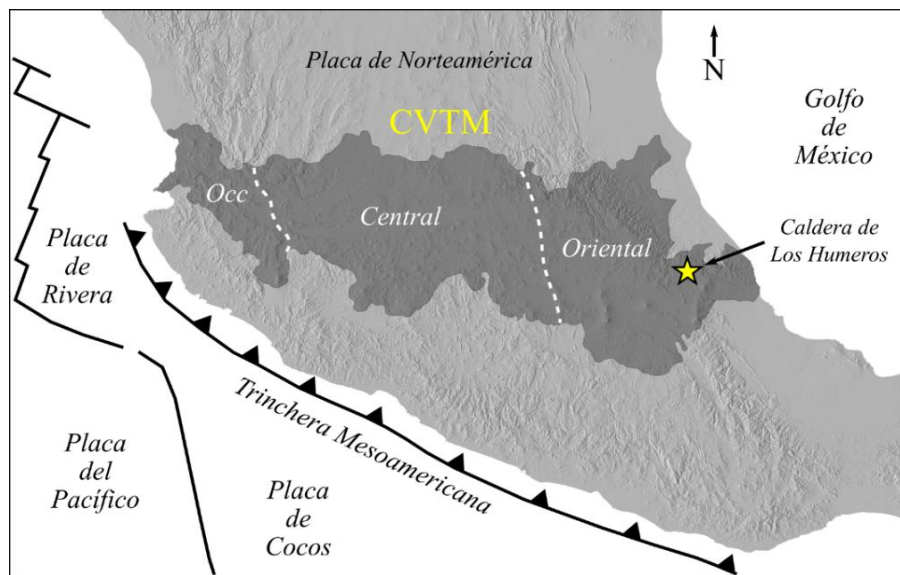 Placa de Norteamérica
N
CVTM
Golfo
de
México
Occ
Central
Oriental
Caldera de
Los Humeros
Placa
de
Rivera
Trinchera Mesoamericana
Placa
del
Pacífico
Placa
de
Cocos